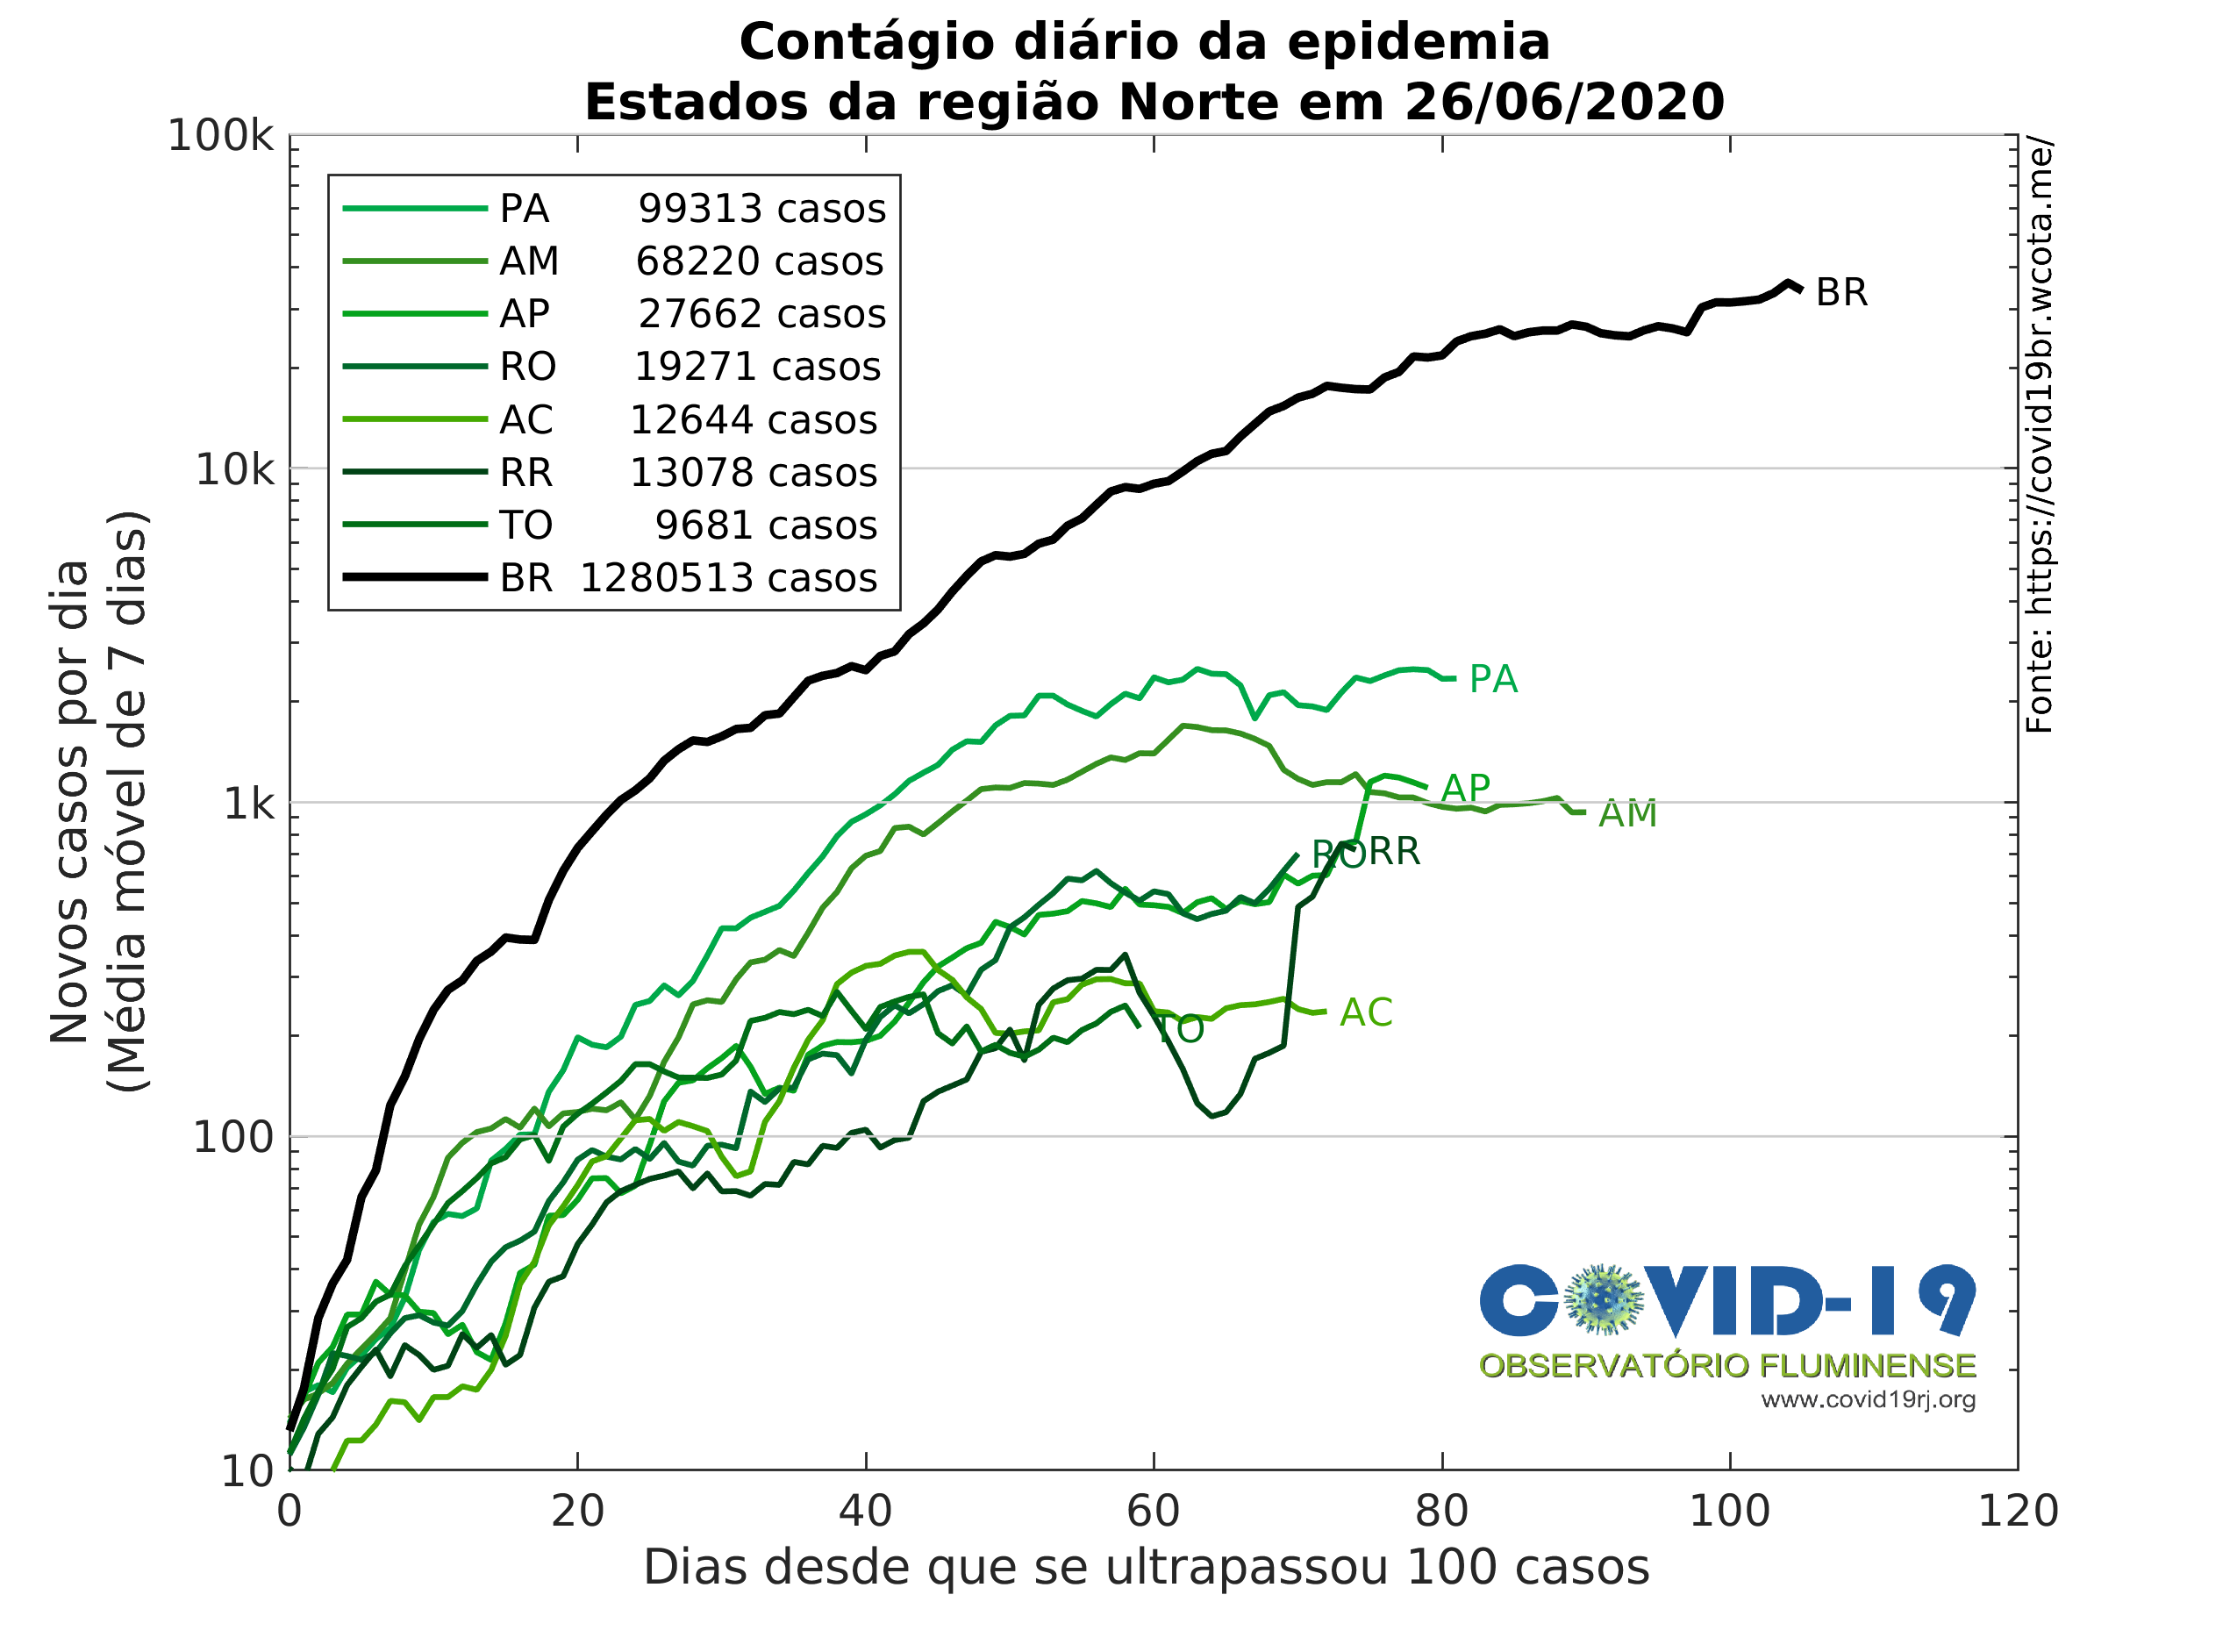 Contágio diário da epidemia
Estados da região Norte em 26/06/2020
100k
10k
1k
100
10
Novos casos por dia
(Média móvel de 7 dias)
PA 99313 casos
AM 68220 casos
AP 27662 casos
RO 19271 casos
AC 12644 casos
RR 13078 casos
TO 9681 casos
BR 1280513 casos
BR
PA
AP
AM
RO
RR
AC
TO
Fonte: https://covid19br.wcota.me/
COVID-19
OBSERVATÓRIO FLUMINENSE
www.covid19rj.org
0 20 40 60 80 100 120
Dias desde que se ultrapassou 100 casos